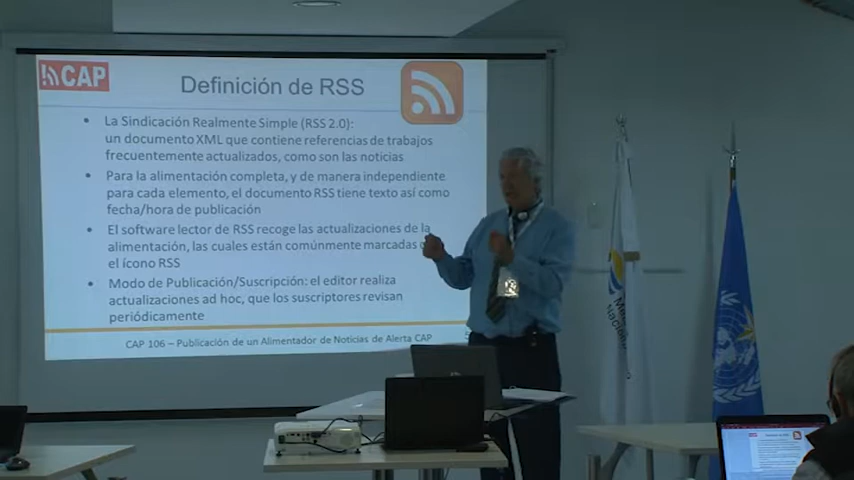 CAP
Definición de RSS
• La Sindicación Realmente Simple (RSS 2.0):
un DOCUMENTO XML que contiene referencias de trabajos
frecuentemente actualizados, como son las noticias
• Para la alimentación completa, y de manera independiente
para cada elemento, el documento RSS tiene texto así como
fecha/hora de publicación
• El software lector de RSS recoge las actualizaciones de la
alimentación, las cuales están comúnmente marcadas
el ícono RSS
• Modo de Publicación/Suscripción: el editor realiza
actualizaciones ad hoc, que los suscriptores revisan
periódicamente
CAP 106 – Publicación de un Alimentador de Noticias de Alerta CAP